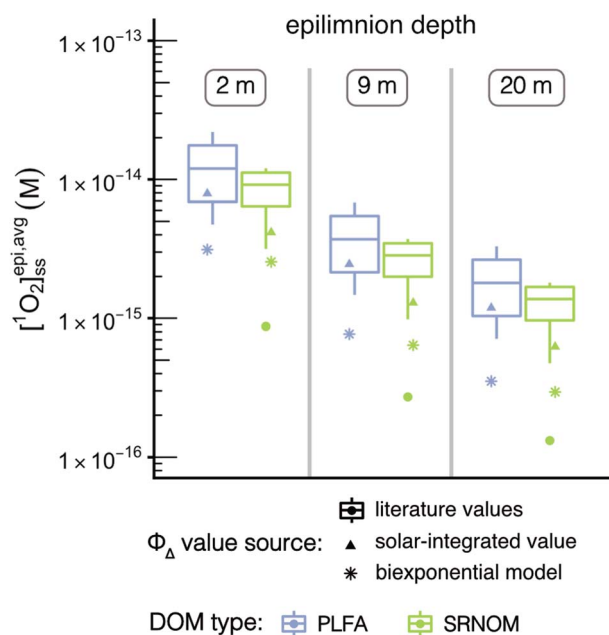 epilimnion depth
2 m 9 m 20 m
1 × 10⁻¹³
1 × 10⁻¹⁴
1 × 10⁻¹⁵
1 × 10⁻¹⁶
[¹O₂]ss^epi,avg (M)
literature values
Φ_Δ value source: solar-integrated value
biexponential model
DOM type: PLFA SRNOM